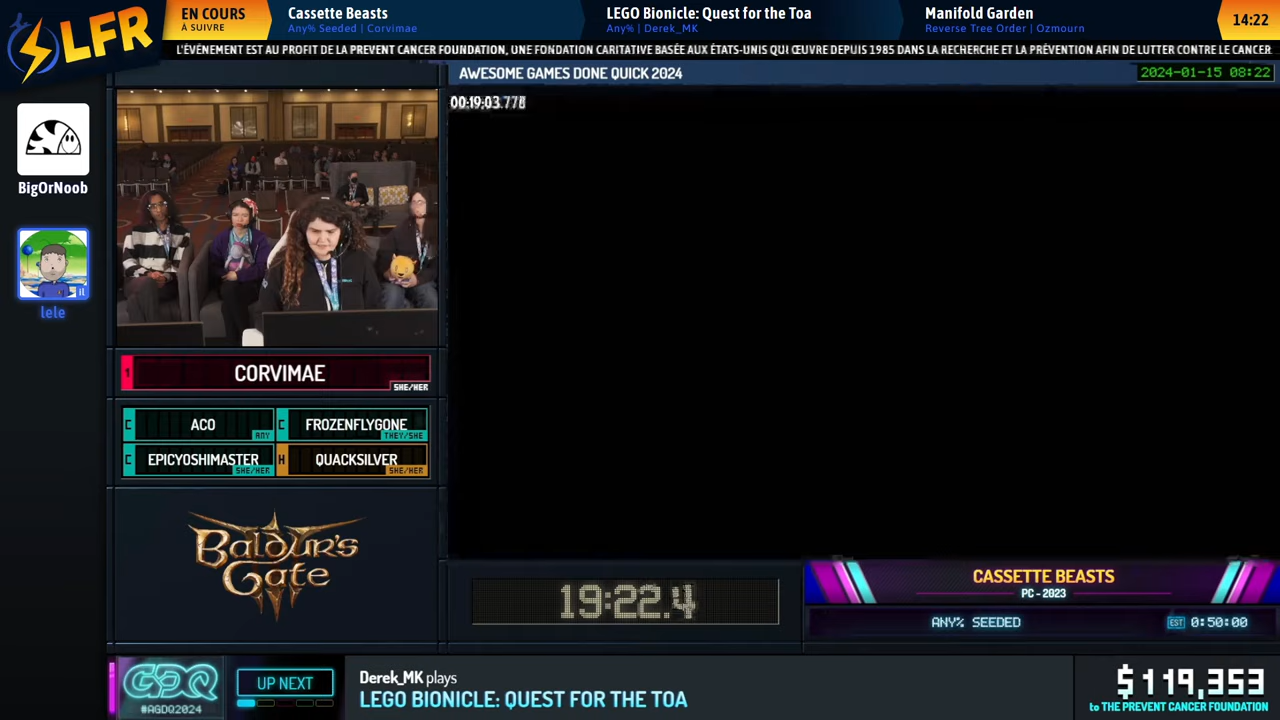 LFR
EN COURS
À SUIVRE
Cassette Beasts
Any% Seeded | Corvimae
LEGO Bionicle: Quest for the Toa
Any% | Derek_MK
Manifold Garden
Reverse Tree Order | Ozmourn
14:22
L'ÉVÉNEMENT EST AU PROFIT DE LA PREVENT CANCER FOUNDATION, UNE FONDATION CARITATIVE BASÉE AUX ÉTATS-UNIS QUI ŒUVRE DEPUIS 1985 DANS LA RECHERCHE ET LA PRÉVENTION AFIN DE LUTTER CONTRE LE CANCER
AWESOME GAMES DONE QUICK 2024
2024-01-15 08:22
00:19:03.778
BigOrNoob
lele
1 CORVIMAE
SHE/HER
C ACO
ANY
C FROZENFLYGONE
THEY/SHE
C EPICYOSHIMASTER
SHE/HER
H QUACKSILVER
SHE/HER
BALDUR'S
GATE
19:22.4
CASSETTE BEASTS
PC - 2023
ANY% SEEDED
EST 0:50:00
GDQ
#AGDQ2024
UP NEXT
Derek_MK plays
LEGO BIONICLE: QUEST FOR THE TOA
$119,353
to THE PREVENT CANCER FOUNDATION